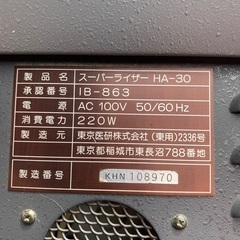 製品名 スーパーライザー HA-30
承認番号 IB-863
電源 AC 100V 50/60Hz
消費電力 220W
製造元 東京医研株式会社(東用)2336号
東京都稲城市東長沼788番地
製造番号 KHN 108970